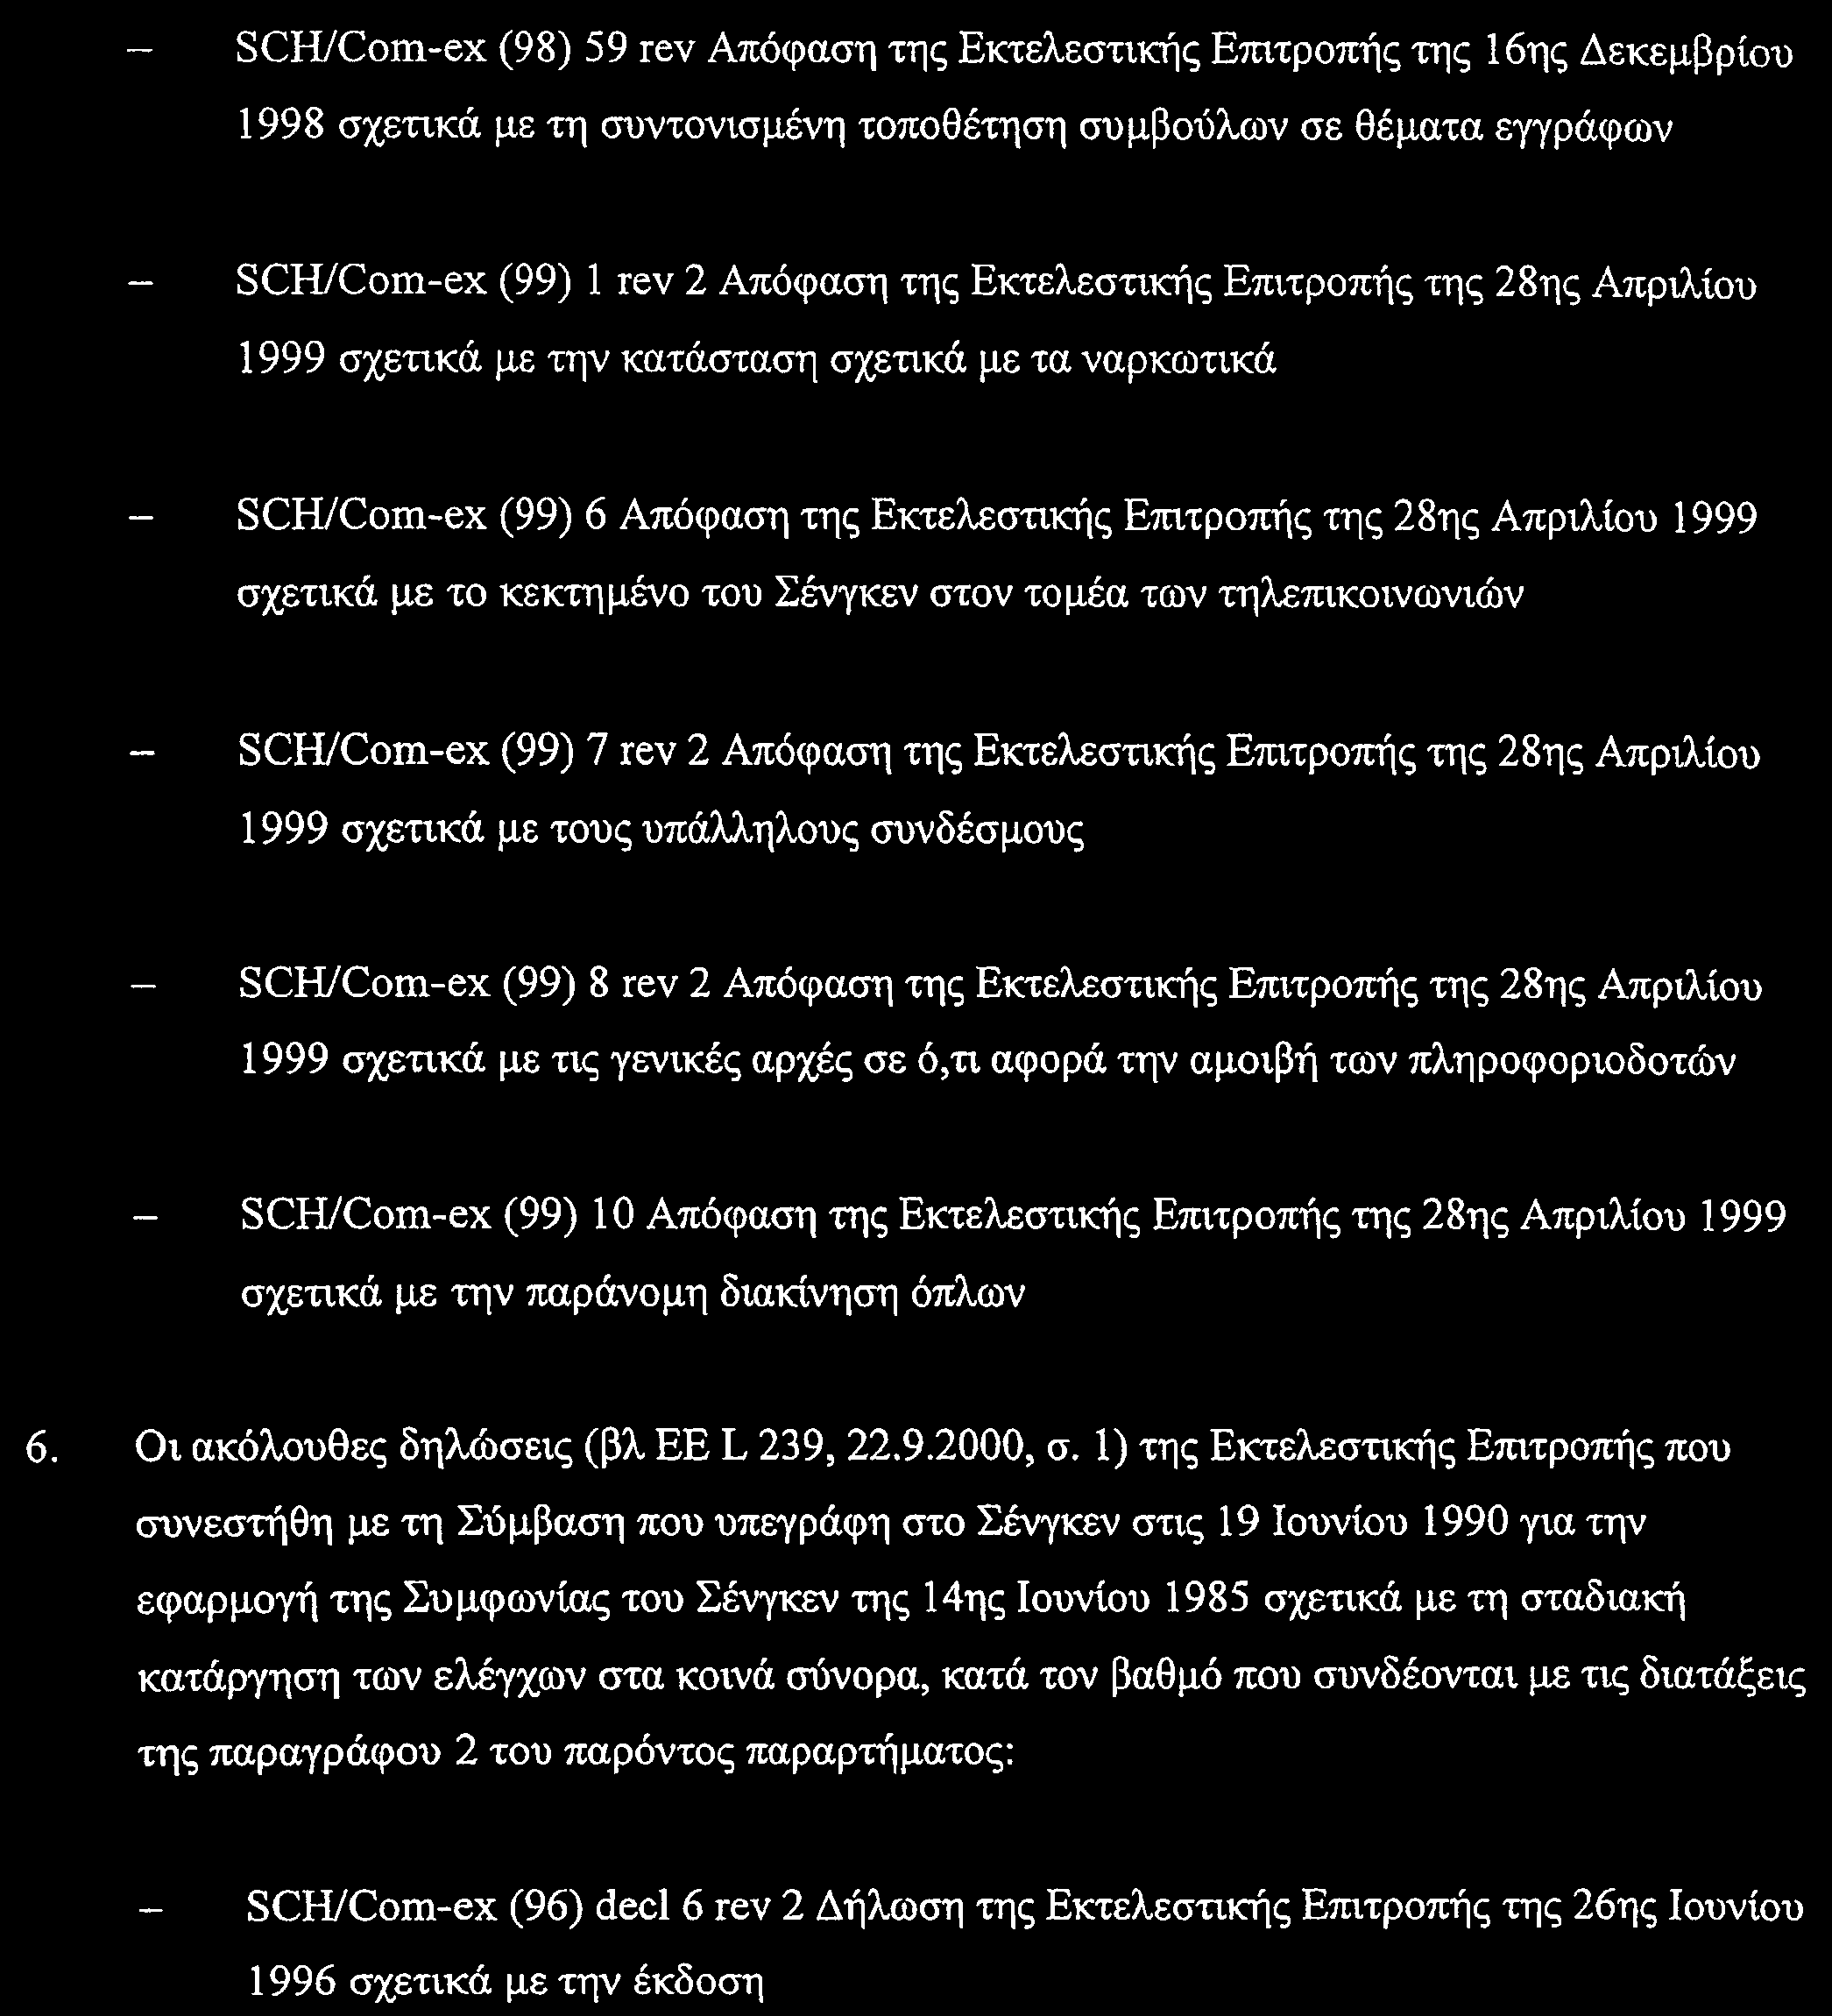 – SCH/Com-ex (98) 59 rev Απόφαση της Εκτελεστικής Επιτροπής της 16ης Δεκεμβρίου
1998 σχετικά με τη συντονισμένη τοποθέτηση συμβούλων σε θέματα εγγράφων
– SCH/Com-ex (99) 1 rev 2 Απόφαση της Εκτελεστικής Επιτροπής της 28ης Απριλίου
1999 σχετικά με την κατάσταση σχετικά με τα ναρκωτικά
– SCH/Com-ex (99) 6 Απόφαση της Εκτελεστικής Επιτροπής της 28ης Απριλίου 1999
σχετικά με το κεκτημένο του Σένγκεν στον τομέα των τηλεπικοινωνιών
– SCH/Com-ex (99) 7 rev 2 Απόφαση της Εκτελεστικής Επιτροπής της 28ης Απριλίου
1999 σχετικά με τους υπάλληλους συνδέσμους
– SCH/Com-ex (99) 8 rev 2 Απόφαση της Εκτελεστικής Επιτροπής της 28ης Απριλίου
1999 σχετικά με τις γενικές αρχές σε ό,τι αφορά την αμοιβή των πληροφοριοδοτών
– SCH/Com-ex (99) 10 Απόφαση της Εκτελεστικής Επιτροπής της 28ης Απριλίου 1999
σχετικά με την παράνομη διακίνηση όπλων
6. Οι ακόλουθες δηλώσεις (βλ ΕΕ L 239, 22.9.2000, σ. 1) της Εκτελεστικής Επιτροπής που
συνεστήθη με τη Σύμβαση που υπεγράφη στο Σένγκεν στις 19 Ιουνίου 1990 για την
εφαρμογή της Συμφωνίας του Σένγκεν της 14ης Ιουνίου 1985 σχετικά με τη σταδιακή
κατάργηση των ελέγχων στα κοινά σύνορα, κατά τον βαθμό που συνδέονται με τις διατάξεις
της παραγράφου 2 του παρόντος παραρτήματος:
– SCH/Com-ex (96) decl 6 rev 2 Δήλωση της Εκτελεστικής Επιτροπής της 26ης Ιουνίου
1996 σχετικά με την έκδοση